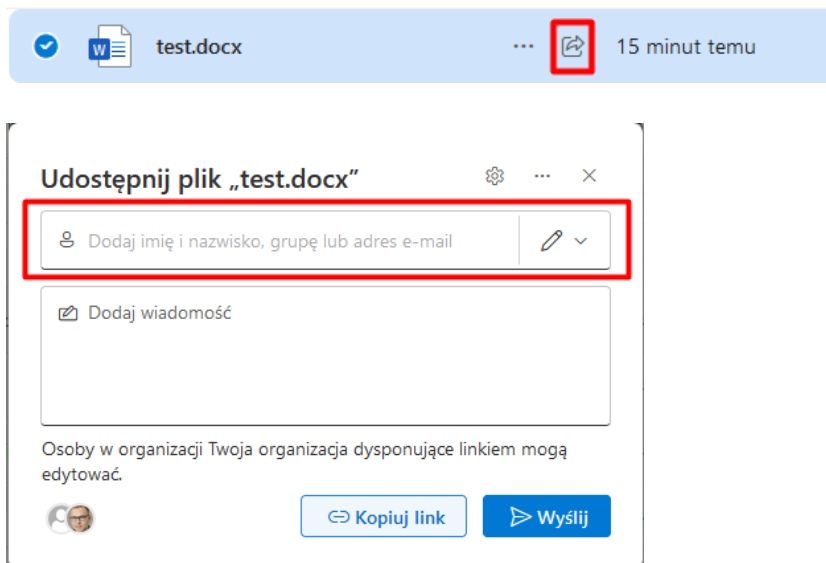 W test.docx ... 15 minut temu
Udostępnij plik „test.docx” ...
Dodaj imię i nazwisko, grupę lub adres e-mail
Dodaj wiadomość
Osoby w organizacji Twoja organizacja dysponujące linkiem mogą
edytować.
Kopiuj link Wyślij